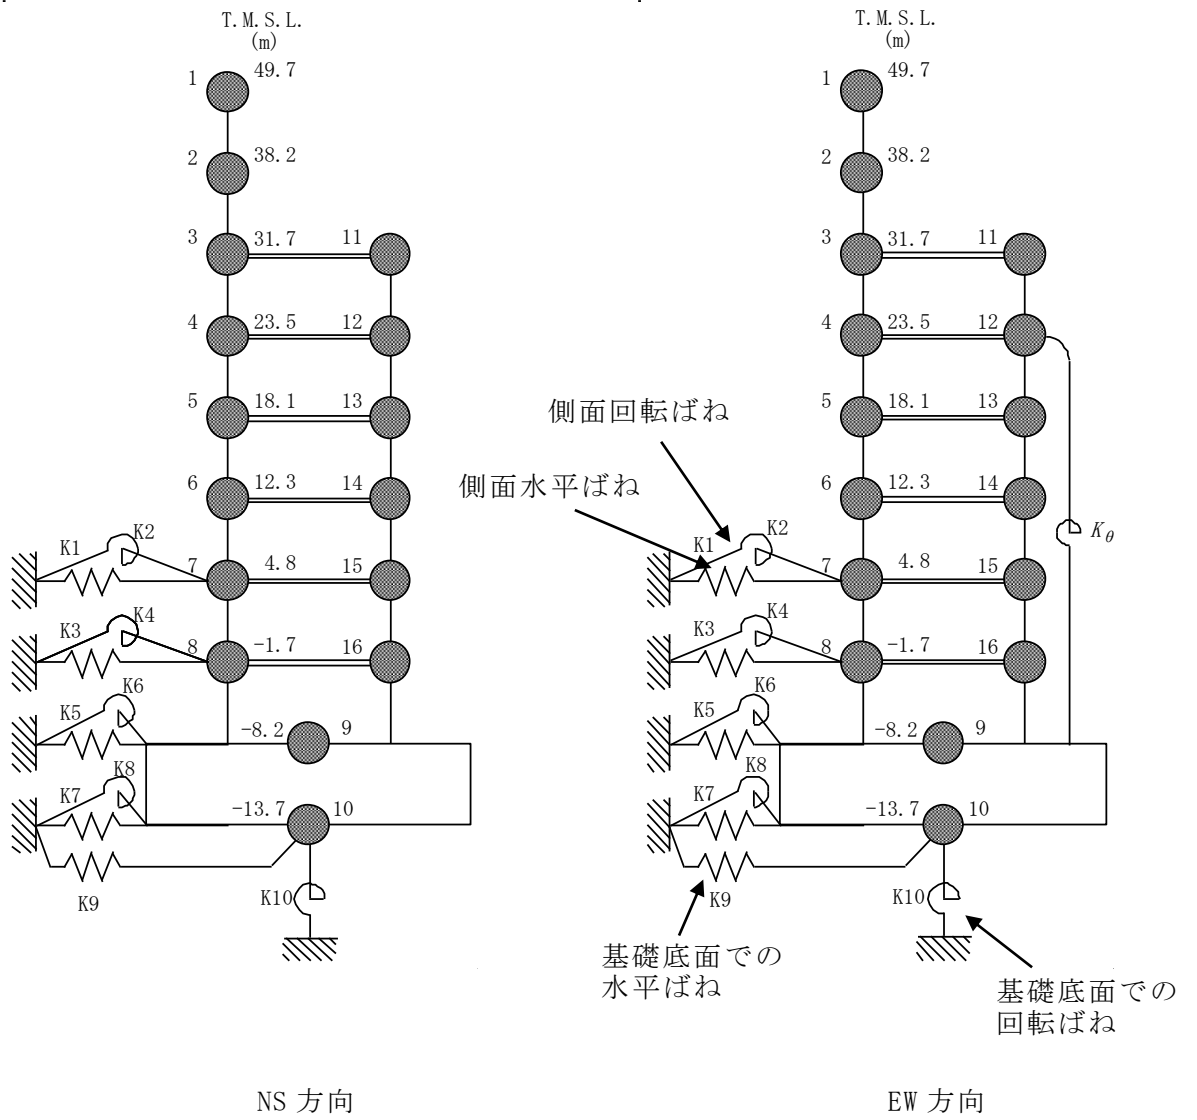 T.M.S.L.
(m)
1 49.7
2 38.2
3 31.7 11
4 23.5 12
5 18.1 13
6 12.3 14
K1 K2 7 4.8 15
K3 K4 8 -1.7 16
K5 K6 -8.2 9
K7 K8 -13.7 10
K9
K10
NS 方向
T.M.S.L.
(m)
1 49.7
2 38.2
3 31.7 11
4 23.5 12
5 18.1 13
側面回転ばね
側面水平ばね
6 12.3 14
Kθ
K1 K2 7 4.8 15
K3 K4 8 -1.7 16
K5 K6 -8.2 9
K7 K8 -13.7 10
K9
K10
基礎底面での
水平ばね
基礎底面での
回転ばね
EW 方向